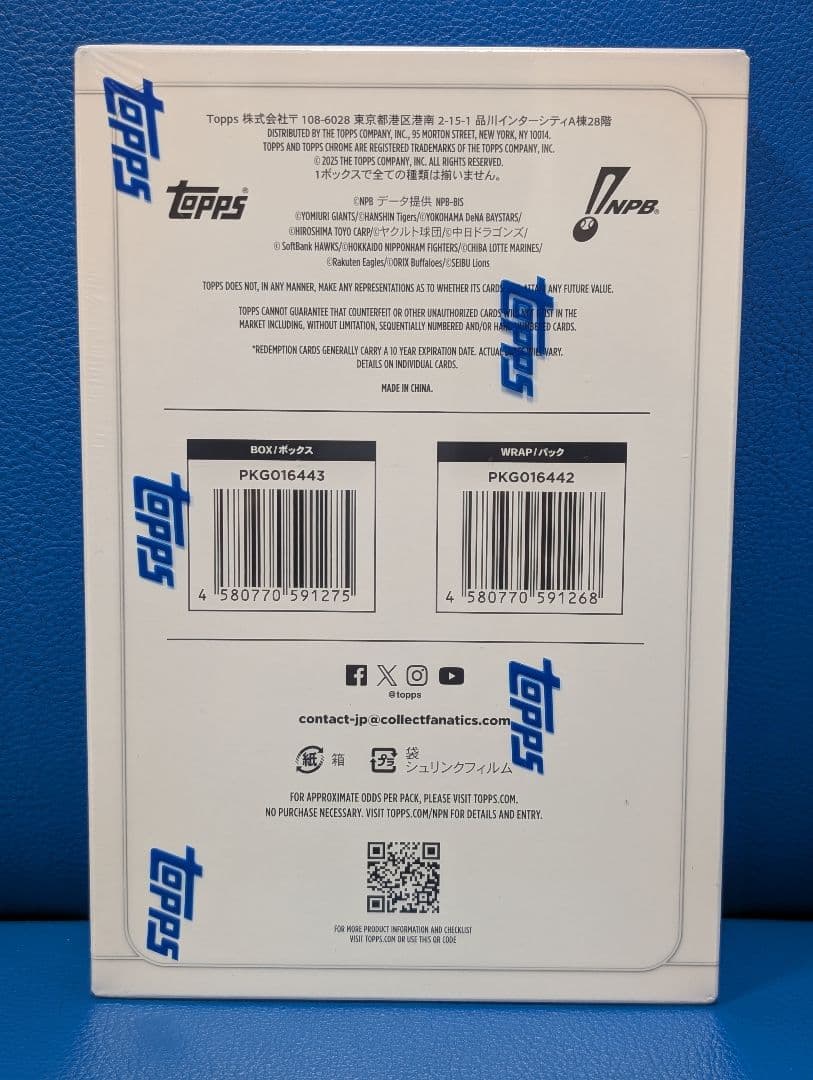 Topps 株式会社〒108-6028 東京都港区港南 2-15-1 品川インターシティA棟28階
DISTRIBUTED BY THE TOPPS COMPANY, INC., 95 MORTON STREET, NEW YORK, NY 10014.
TOPPS AND TOPPS CHROME ARE REGISTERED TRADEMARKS OF THE TOPPS COMPANY, INC.
© 2025 THE TOPPS COMPANY, INC. ALL RIGHTS RESERVED.
1ボックスで全ての種類は揃いません。
topps
topps®
NPB®
©NPB データ提供 NPB-BIS
©YOMIURI GIANTS/©HANSHIN Tigers/©YOKOHAMA DeNA BAYSTARS/
©HIROSHIMA TOYO CARP/©ヤクルト球団/©中日ドラゴンズ/
© SoftBank HAWKS/©HOKKAIDO NIPPONHAM FIGHTERS/©CHIBA LOTTE MARINES/
©Rakuten Eagles/©ORIX Buffaloes/©SEIBU Lions
TOPPS DOES NOT, IN ANY MANNER, MAKE ANY REPRESENTATIONS AS TO WHETHER ITS CARDS ANY FUTURE VALUE.
TOPPS CANNOT GUARANTEE THAT COUNTERFEIT OR OTHER UNAUTHORIZED CARDS WILL NOT EXIST IN THE
MARKET INCLUDING, WITHOUT LIMITATION, SEQUENTIALLY NUMBERED AND/OR HAND-NUMBERED CARDS.
topps
*REDEMPTION CARDS GENERALLY CARRY A 10 YEAR EXPIRATION DATE. ACTUAL DATES WILL VARY.
DETAILS ON INDIVIDUAL CARDS.
MADE IN CHINA.
BOX/ボックス
PKG016443
4 580770 591275
WRAP/パック
PKG016442
4 580770 591268
topps
@topps
contact-jp@collectfanatics.com
topps
紙 箱
プラ 袋
シュリンクフィルム
FOR APPROXIMATE ODDS PER PACK, PLEASE VISIT TOPPS.COM.
NO PURCHASE NECESSARY. VISIT TOPPS.COM/NPN FOR DETAILS AND ENTRY.
topps
FOR MORE PRODUCT INFORMATION AND CHECKLIST
VISIT TOPPS.COM OR USE THIS QR CODE